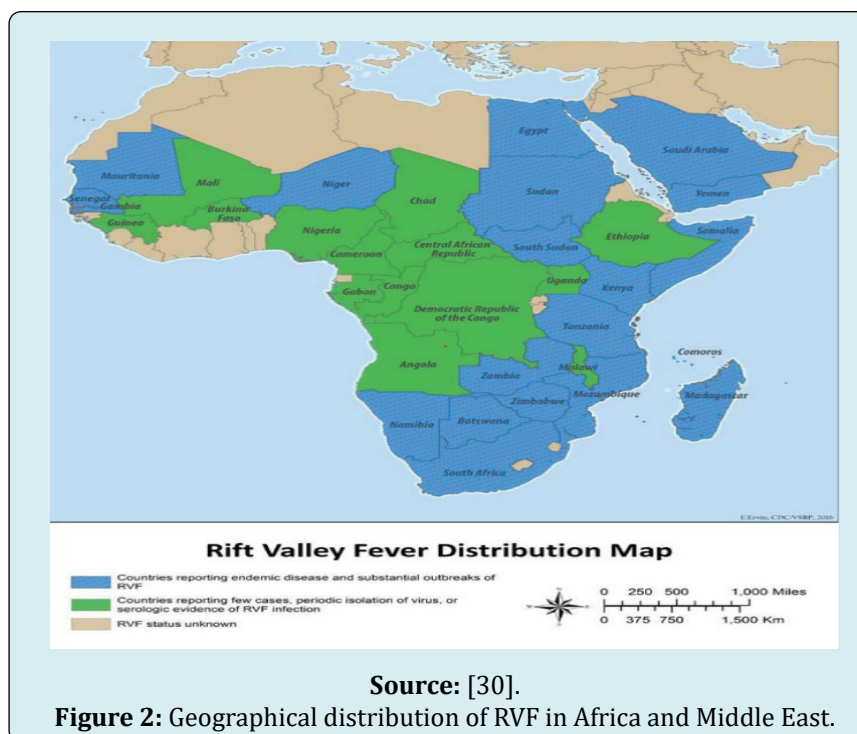 Egypt
Saudi Arabia
Mauritania
Mali
Niger
Sudan
Yemen
Senegal
Gambia
Burkina
Faso
Chad
Guinea
Nigeria
Ethiopia
Somalia
Central African
Republic
South Sudan
Cameroon
Uganda
Kenya
Gabon
Congo
Democratic Republic
of the Congo
Tanzania
Angola
Comoros
Malawi
Zambia
Mozambique
Madagascar
Zimbabwe
Namibia
Botswana
South Africa
E.Ervin, CDC/VSPB, 2016
Rift Valley Fever Distribution Map
Countries reporting endemic disease and substantial outbreaks of
RVF
Countries reporting few cases, periodic isolation of virus, or
serologic evidence of RVF infection
RVF status unknown
0 250 500 1,000 Miles
0 375 750 1,500 Km
Source: [30].
Figure 2: Geographical distribution of RVF in Africa and Middle East.